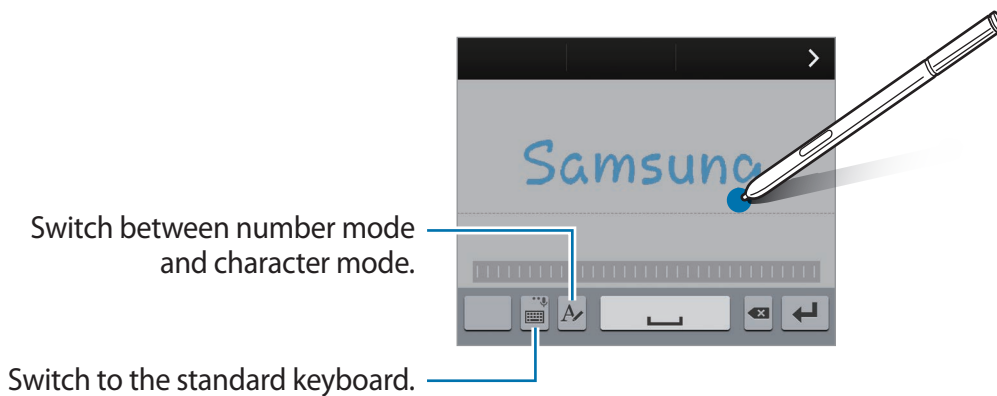 Samsung
Switch between number mode
and character mode.
Switch to the standard keyboard.